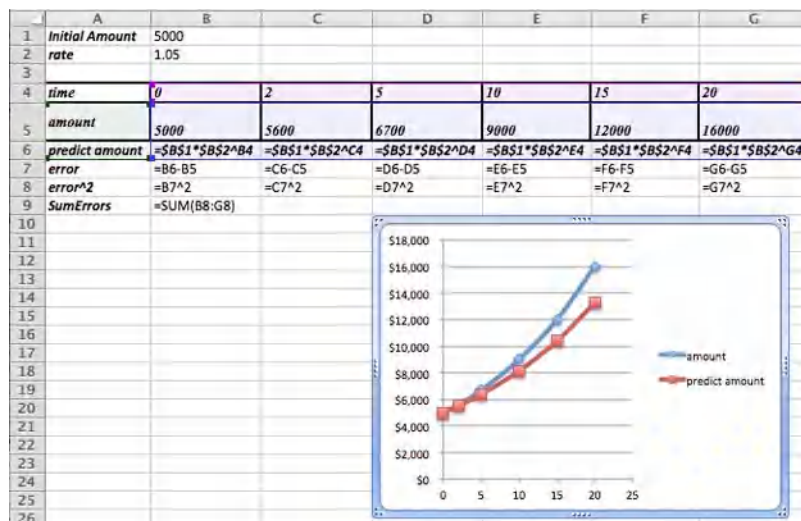 A B C D E F G
1 Initial Amount 5000
2 rate 1.05
3
4 time 0 2 5 10 15 20
5 amount 5000 5600 6700 9000 12000 16000
6 predict amount =$B$1*$B$2^B4 =$B$1*$B$2^C4 =$B$1*$B$2^D4 =$B$1*$B$2^E4 =$B$1*$B$2^F4 =$B$1*$B$2^G4
7 error =B6-B5 =C6-C5 =D6-D5 =E6-E5 =F6-F5 =G6-G5
8 error^2 =B7^2 =C7^2 =D7^2 =E7^2 =F7^2 =G7^2
9 SumErrors =SUM(B8:G8)
10
11
12
13
14
15
16
17
18
19
20
21
22
23
24
25
26
$18,000
$16,000
$14,000
$12,000
$10,000
$8,000
$6,000
$4,000
$2,000
$0
0 5 10 15 20 25
amount
predict amount